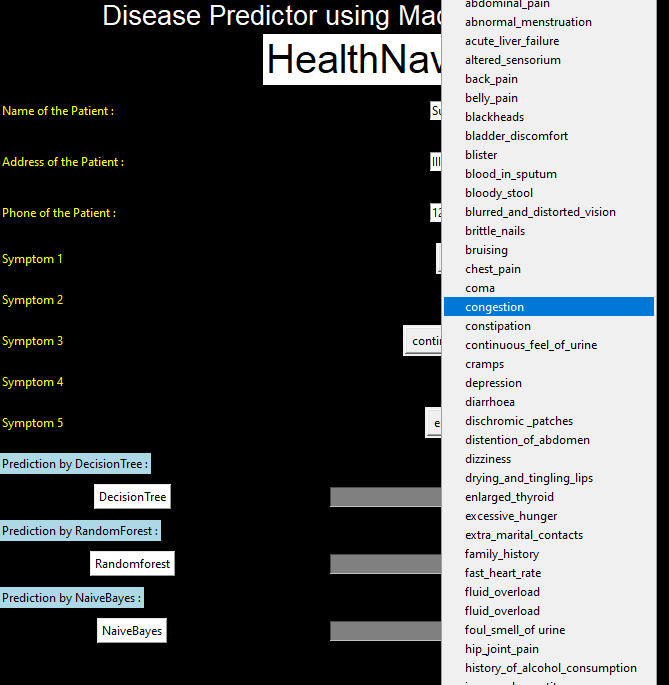 Disease Predictor using Mac
HealthNav
Name of the Patient :
Su
Address of the Patient :
Ill
Phone of the Patient :
12
Symptom 1
Symptom 2
Symptom 3
contin
Symptom 4
Symptom 5
e
Prediction by DecisionTree :
DecisionTree
Prediction by RandomForest :
Randomforest
Prediction by NaiveBayes :
NaiveBayes
abdominal_pain
abnormal_menstruation
acute_liver_failure
altered_sensorium
back_pain
belly_pain
blackheads
bladder_discomfort
blister
blood_in_sputum
bloody_stool
blurred_and_distorted_vision
brittle_nails
bruising
chest_pain
coma
congestion
constipation
continuous_feel_of_urine
cramps
depression
diarrhoea
dischromic _patches
distention_of_abdomen
dizziness
drying_and_tingling_lips
enlarged_thyroid
excessive_hunger
extra_marital_contacts
family_history
fast_heart_rate
fluid_overload
fluid_overload
foul_smell_of urine
hip_joint_pain
history_of_alcohol_consumption